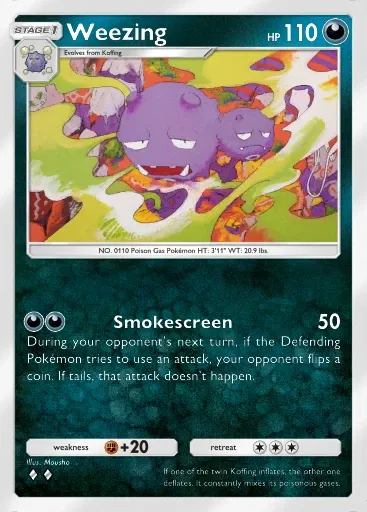 STAGE 1
Weezing
HP 110
Evolves from Koffing
NO. 0110 Poison Gas Pokémon HT: 3'11" WT: 20.9 lbs.
Smokescreen 50
During your opponent's next turn, if the Defending
Pokémon tries to use an attack, your opponent flips a
coin. If tails, that attack doesn't happen.
weakness +20 retreat
Illus. Mousho
If one of the twin Koffing inflates, the other one
deflates. It constantly mixes its poisonous gases.